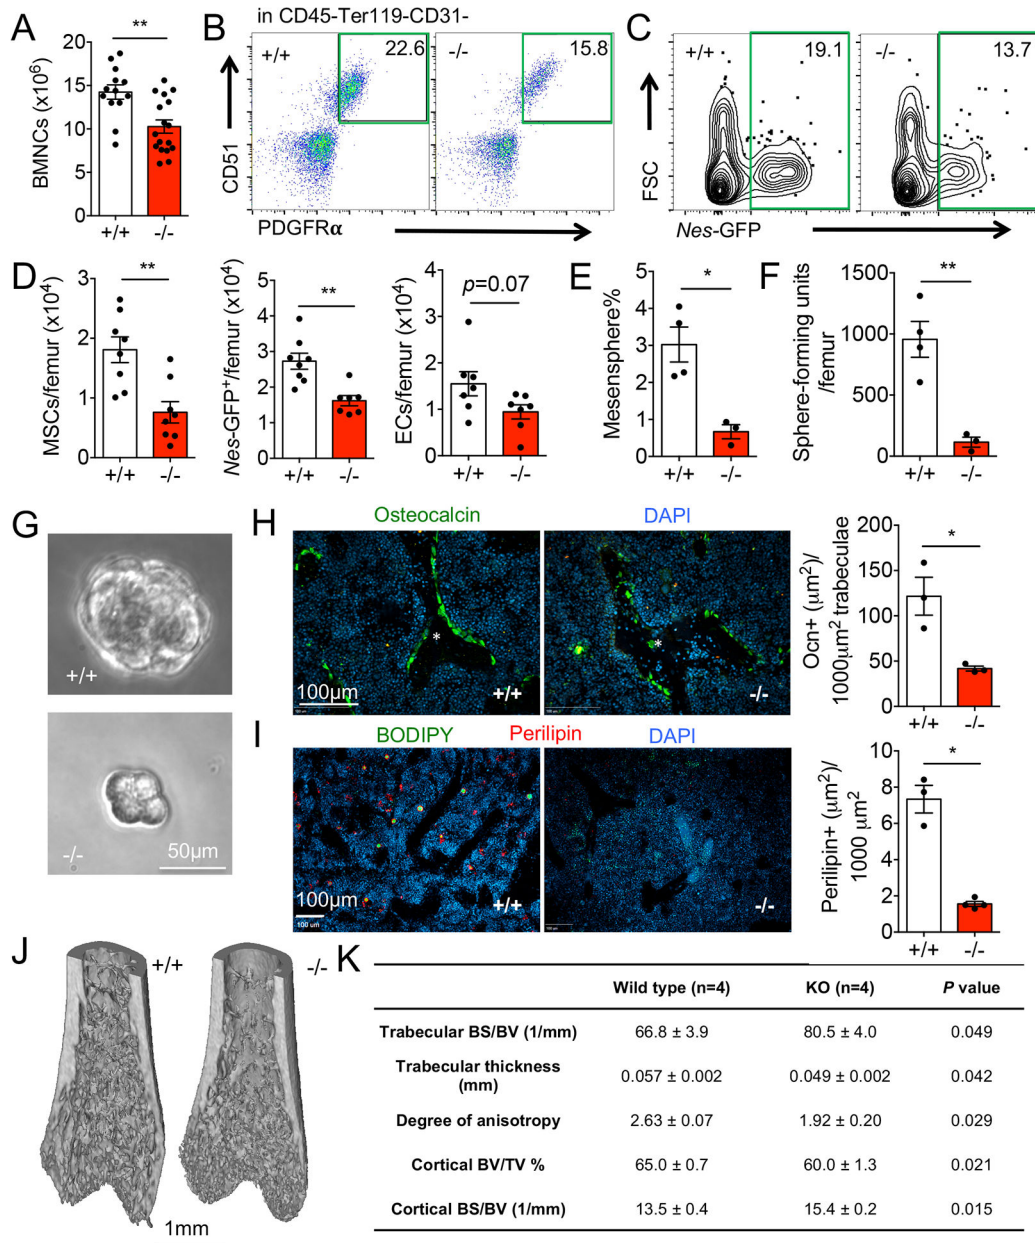 A
BMNCs (x10⁶)
20
15
10
5
0
**
+/+
-/-
B
in CD45-Ter119-CD31-
+/+
22.6
-/-
15.8
CD51
PDGFRα
C
+/+
19.1
-/-
13.7
FSC
Nes-GFP
D
MSCs/femur (x10⁴)
3
2
1
0
**
+/+
-/-
Nes-GFP⁺/femur (x10⁴)
5
4
3
2
1
0
**
+/+
-/-
ECs/femur (x10⁴)
4
3
2
1
0
p=0.07
+/+
-/-
E
Mesensphere%
5
4
3
2
1
0
*
+/+
-/-
F
Sphere-forming units
/femur
1500
1000
500
0
**
+/+
-/-
G
+/+
-/-
50µm
H
Osteocalcin
DAPI
*
100µm
+/+
*
-/-
Ocn+ (µm²)/
1000µm² trabeculae
200
150
100
50
0
*
+/+
-/-
I
BODIPY
Perilipin
DAPI
100µm
100 µm
+/+
-/-
Perilipin+ (µm²)/
1000 µm²
10
8
6
4
2
0
*
+/+
-/-
J
+/+
-/-
1mm
K
Wild type (n=4) KO (n=4) P value
Trabecular BS/BV (1/mm) 66.8 ± 3.9 80.5 ± 4.0 0.049
Trabecular thickness
(mm) 0.057 ± 0.002 0.049 ± 0.002 0.042
Degree of anisotropy 2.63 ± 0.07 1.92 ± 0.20 0.029
Cortical BV/TV % 65.0 ± 0.7 60.0 ± 1.3 0.021
Cortical BS/BV (1/mm) 13.5 ± 0.4 15.4 ± 0.2 0.015